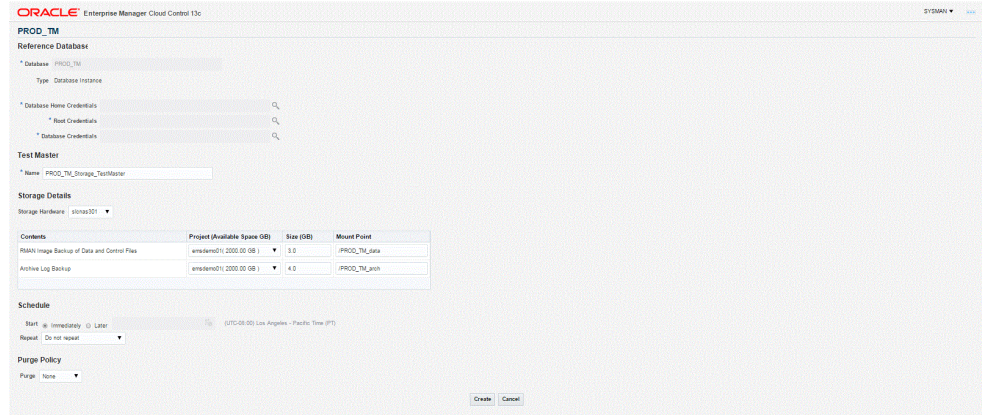 ORACLE Enterprise Manager Cloud Control 13c
SYSMAN ▼
PROD_TM
Reference Database
* Database PROD_TM
Type Database Instance
* Database Home Credentials
* Root Credentials
* Database Credentials
Test Master
* Name PROD_TM_Storage_TestMaster
Storage Details
Storage Hardware slcnas301 ▼
Contents Project (Available Space GB) Size (GB) Mount Point
RMAN Image Backup of Data and Control Files emsdemo01( 2000.00 GB ) ▼ 3.0 /PROD_TM_data
Archive Log Backup emsdemo01( 2000.00 GB ) ▼ 4.0 /PROD_TM_arch
Schedule
Start Immediately Later (UTC-08:00) Los Angeles - Pacific Time (PT)
Repeat Do not repeat ▼
Purge Policy
Purge None ▼
Create Cancel